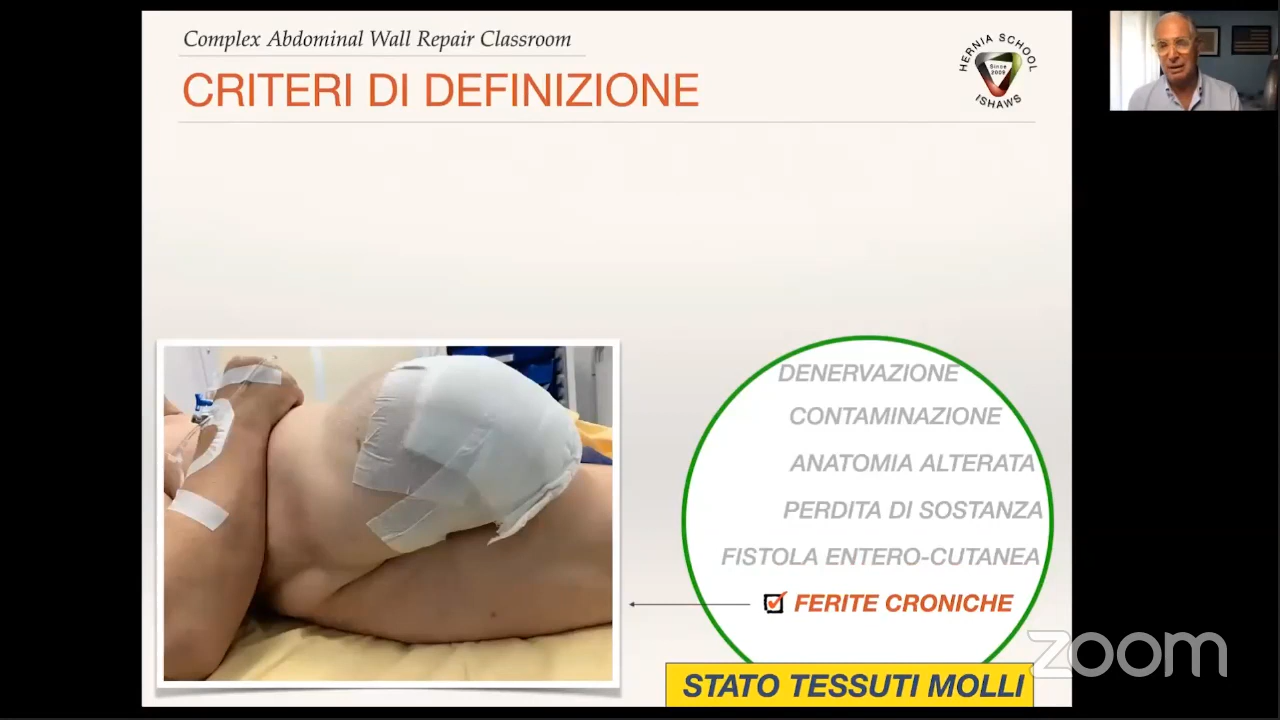 Complex Abdominal Wall Repair Classroom
CRITERI DI DEFINIZIONE
HERNIA SCHOOL
Since
2009
ISHAWS
DENERVAZIONE
CONTAMINAZIONE
ANATOMIA ALTERATA
PERDITA DI SOSTANZA
FISTOLA ENTERO-CUTANEA
FERITE CRONICHE
STATO TESSUTI MOLLI
zoom